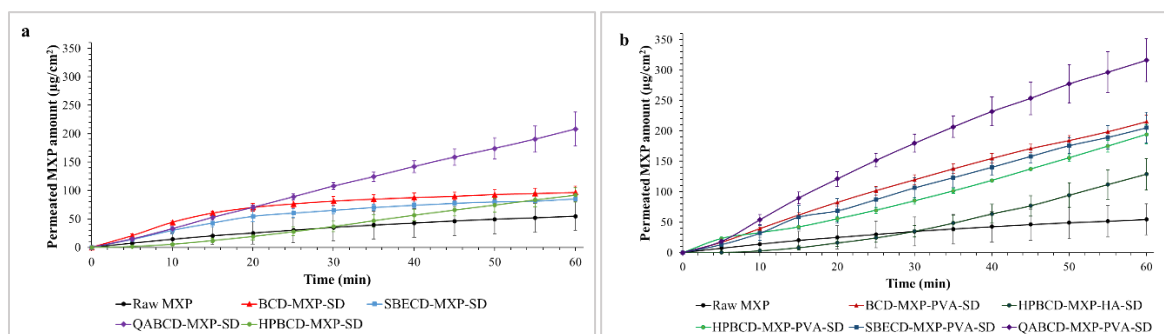 a
Permeated MXP amount (µg/cm²)
350
300
250
200
150
100
50
0
0 10 20 30 40 50 60
Time (min)
Raw MXP BCD-MXP-SD SBECD-MXP-SD
QABCD-MXP-SD HPBCD-MXP-SD
b
Permeated MXP amount (µg/cm²)
350
300
250
200
150
100
50
0
0 10 20 30 40 50 60
Time (min)
Raw MXP BCD-MXP-PVA-SD HPBCD-MXP-HA-SD
HPBCD-MXP-PVA-SD SBECD-MXP-PVA-SD QABCD-MXP-PVA-SD